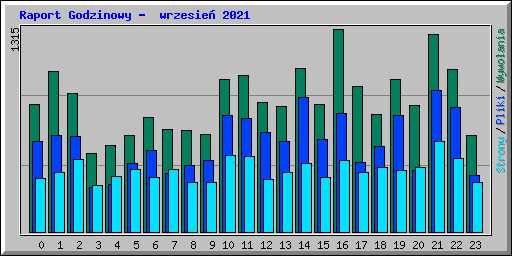 Raport Godzinowy -  wrzesień 2021
1315
Strony / Pliki / Wywolania
0 1 2 3 4 5 6 7 8 9 10 11 12 13 14 15 16 17 18 19 20 21 22 23